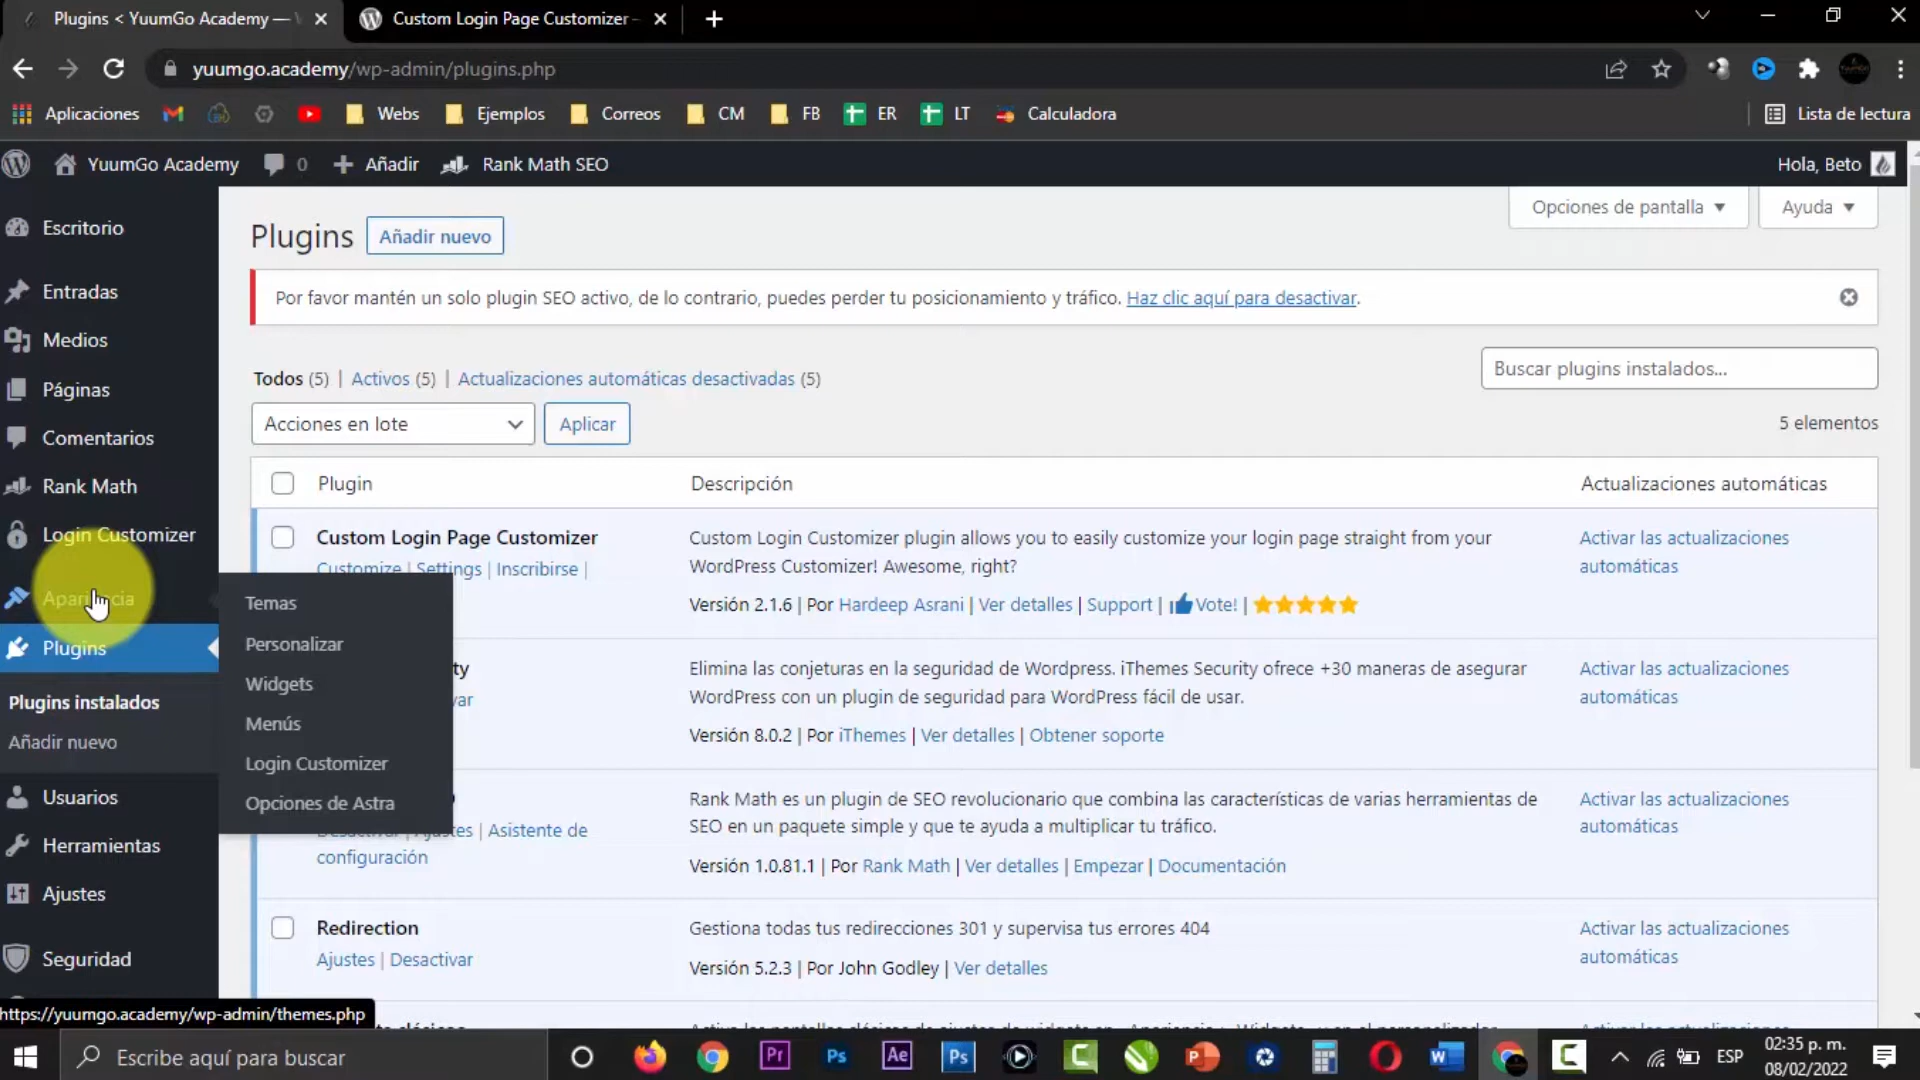 Plugins < YuumGo Academy —
Custom Login Page Customizer -
yuumgo.academy/wp-admin/plugins.php
Aplicaciones
Webs
Ejemplos
Correos
CM
FB
ER
LT
Calculadora
Lista de lectura
YuumGo Academy
0
Añadir
Rank Math SEO
Hola, Beto
Escritorio
Entradas
Medios
Páginas
Comentarios
Rank Math
Login Customizer
Apariencia
Plugins
Plugins instalados
Añadir nuevo
Usuarios
Herramientas
Ajustes
Seguridad
Temas
Personalizar
Widgets
Menús
Login Customizer
Opciones de Astra
Opciones de pantalla
Ayuda
Plugins
Añadir nuevo
Por favor mantén un solo plugin SEO activo, de lo contrario, puedes perder tu posicionamiento y tráfico. Haz clic aquí para desactivar.
Todos (5) | Activos (5) | Actualizaciones automáticas desactivadas (5)
Buscar plugins instalados...
Acciones en lote
Aplicar
5 elementos
Plugin
Descripción
Actualizaciones automáticas
Custom Login Page Customizer
Customize | Settings | Inscribirse |
Custom Login Customizer plugin allows you to easily customize your login page straight from your
WordPress Customizer! Awesome, right?
Versión 2.1.6 | Por Hardeep Asrani | Ver detalles | Support | Vote! |
Activar las actualizaciones
automáticas
Elimina las conjeturas en la seguridad de Wordpress. iThemes Security ofrece +30 maneras de asegurar
WordPress con un plugin de seguridad para WordPress fácil de usar.
Versión 8.0.2 | Por iThemes | Ver detalles | Obtener soporte
Activar las actualizaciones
automáticas
| Asistente de
configuración
Rank Math es un plugin de SEO revolucionario que combina las características de varias herramientas de
SEO en un paquete simple y que te ayuda a multiplicar tu tráfico.
Versión 1.0.81.1 | Por Rank Math | Ver detalles | Empezar | Documentación
Activar las actualizaciones
automáticas
Redirection
Ajustes | Desactivar
Gestiona todas tus redirecciones 301 y supervisa tus errores 404
Versión 5.2.3 | Por John Godley | Ver detalles
Activar las actualizaciones
automáticas
https://yuumgo.academy/wp-admin/themes.php
Escribe aquí para buscar
Pr
Ps
Ae
Ps
ESP
02:35 p. m.
08/02/2022